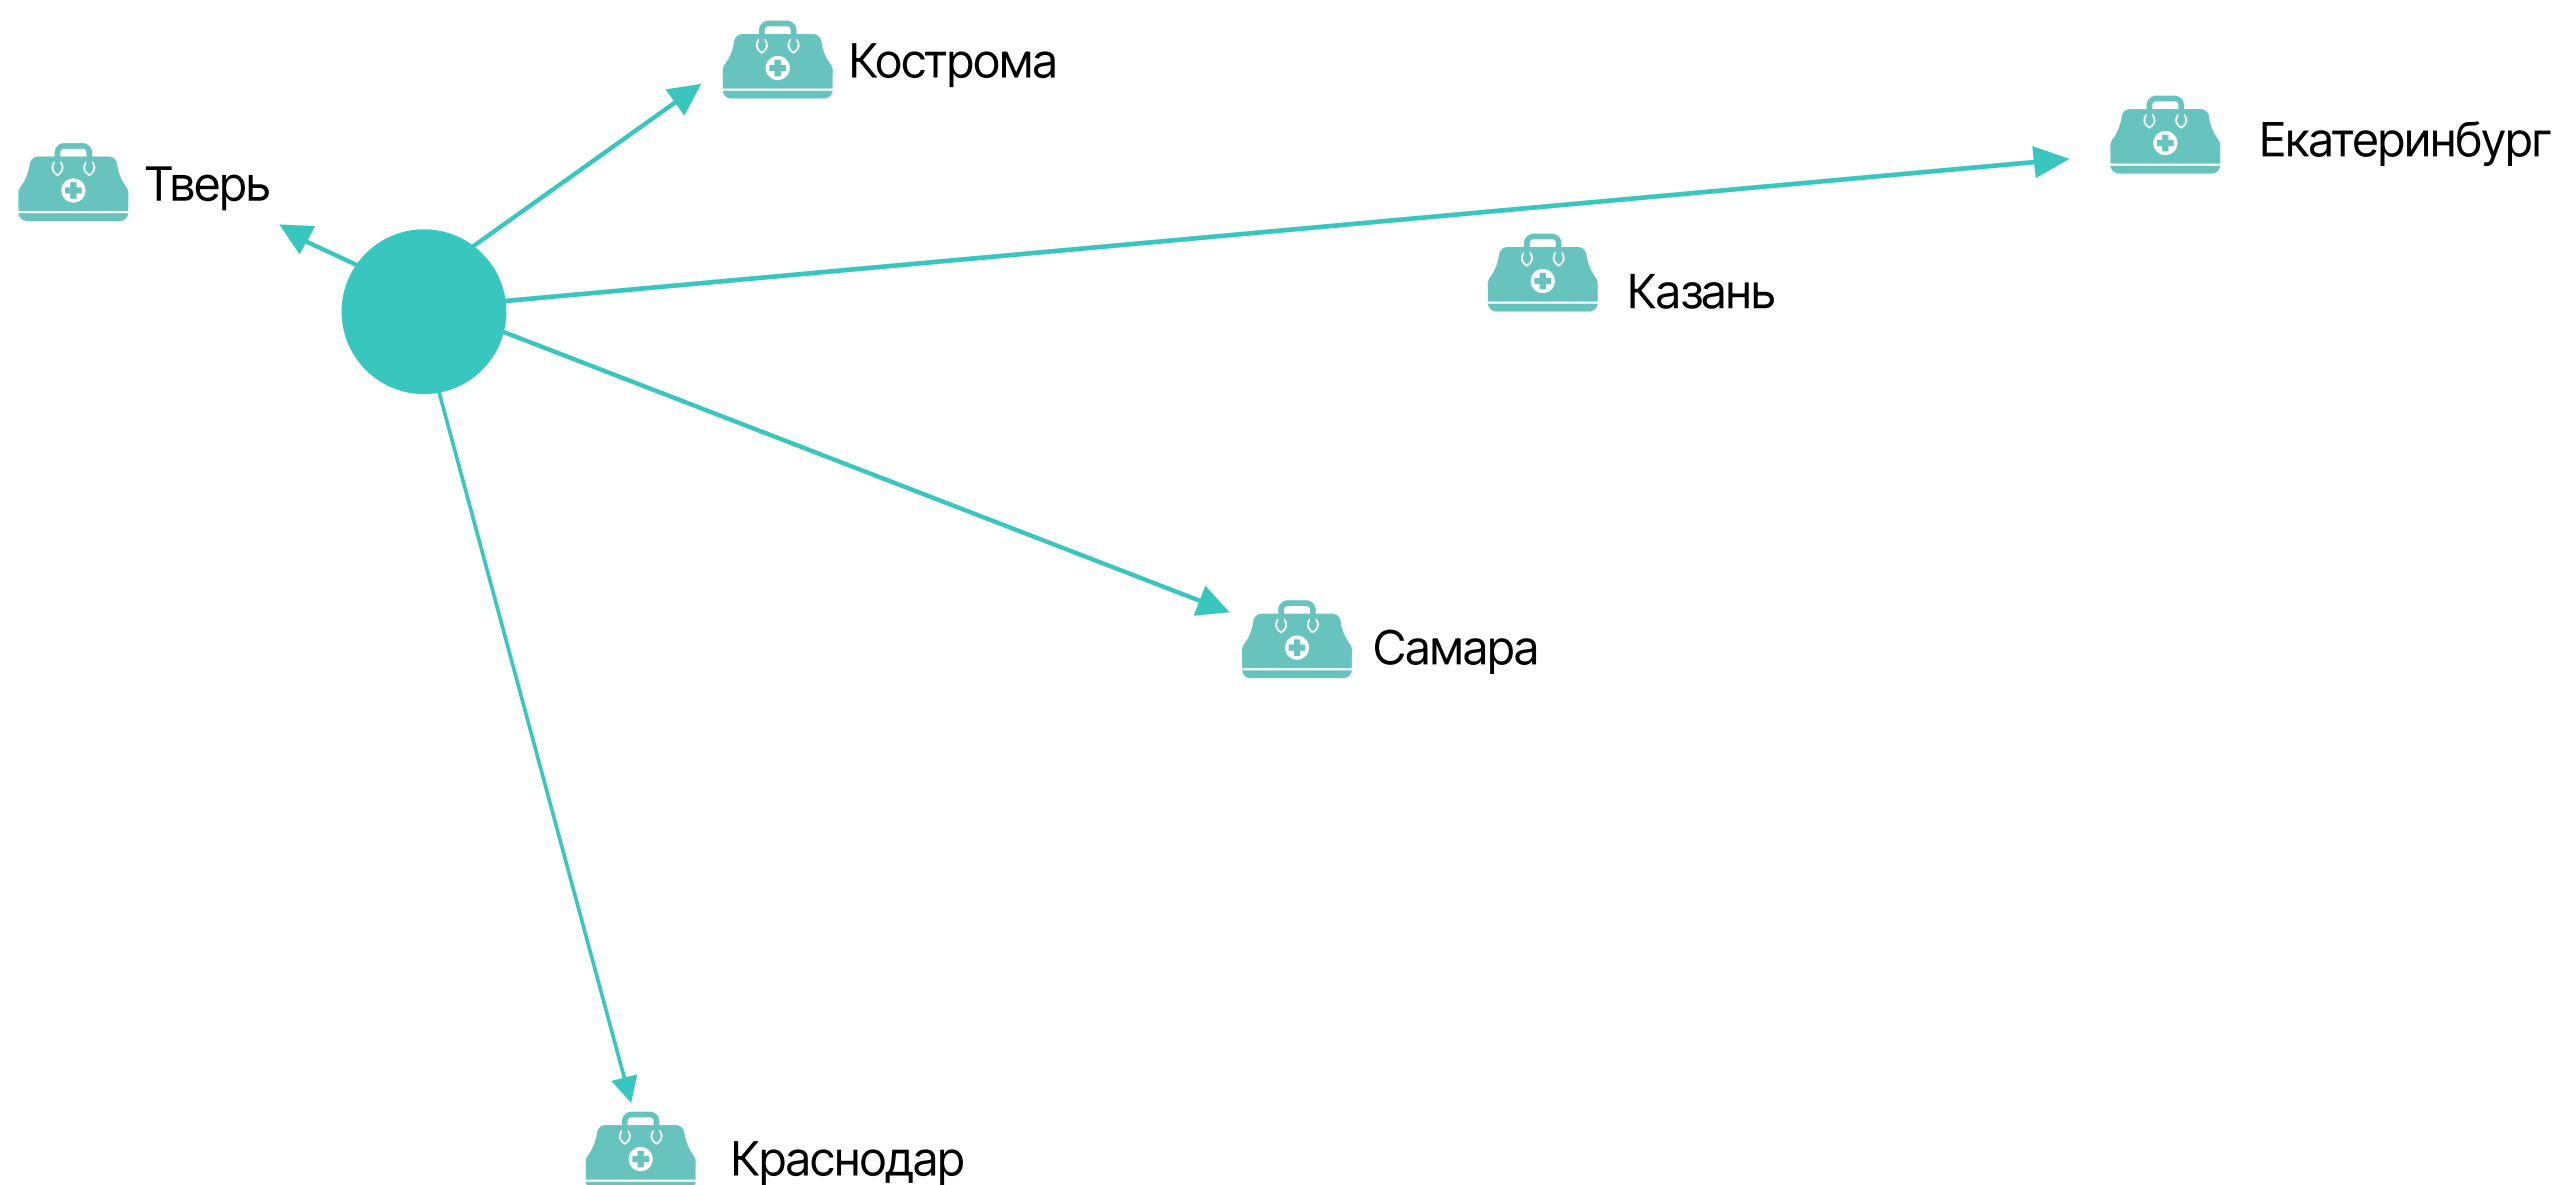 Кострома
Екатеринбург
Тверь
Казань
Самара
Краснодар